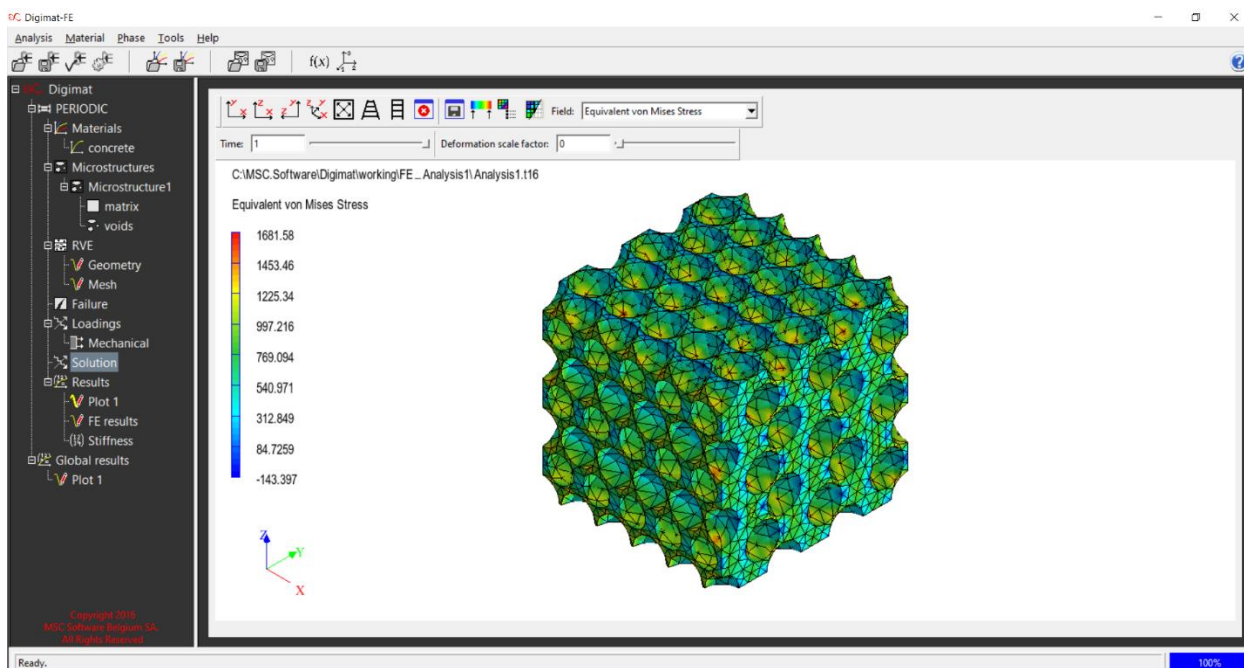 Digimat-FE
Analysis Material Phase Tools Help
f(x)
Digimat
PERIODIC
Materials
concrete
Microstructures
Microstructure1
matrix
voids
RVE
Geometry
Mesh
Failure
Loadings
Mechanical
Solution
Results
Plot 1
FE results
Stiffness
Global results
Plot 1
Copyright 2016
MSC Software Belgium SA.
All Rights Reserved
Field: Equivalent von Mises Stress
Time: 1 Deformation scale factor: 0
C:\MSC.Software\Digimat\working\FE_Analysis1\Analysis1.t16
Equivalent von Mises Stress
1681.58
1453.46
1225.34
997.216
769.094
540.971
312.849
84.7259
-143.397
Z
Y
X
Ready. 100%